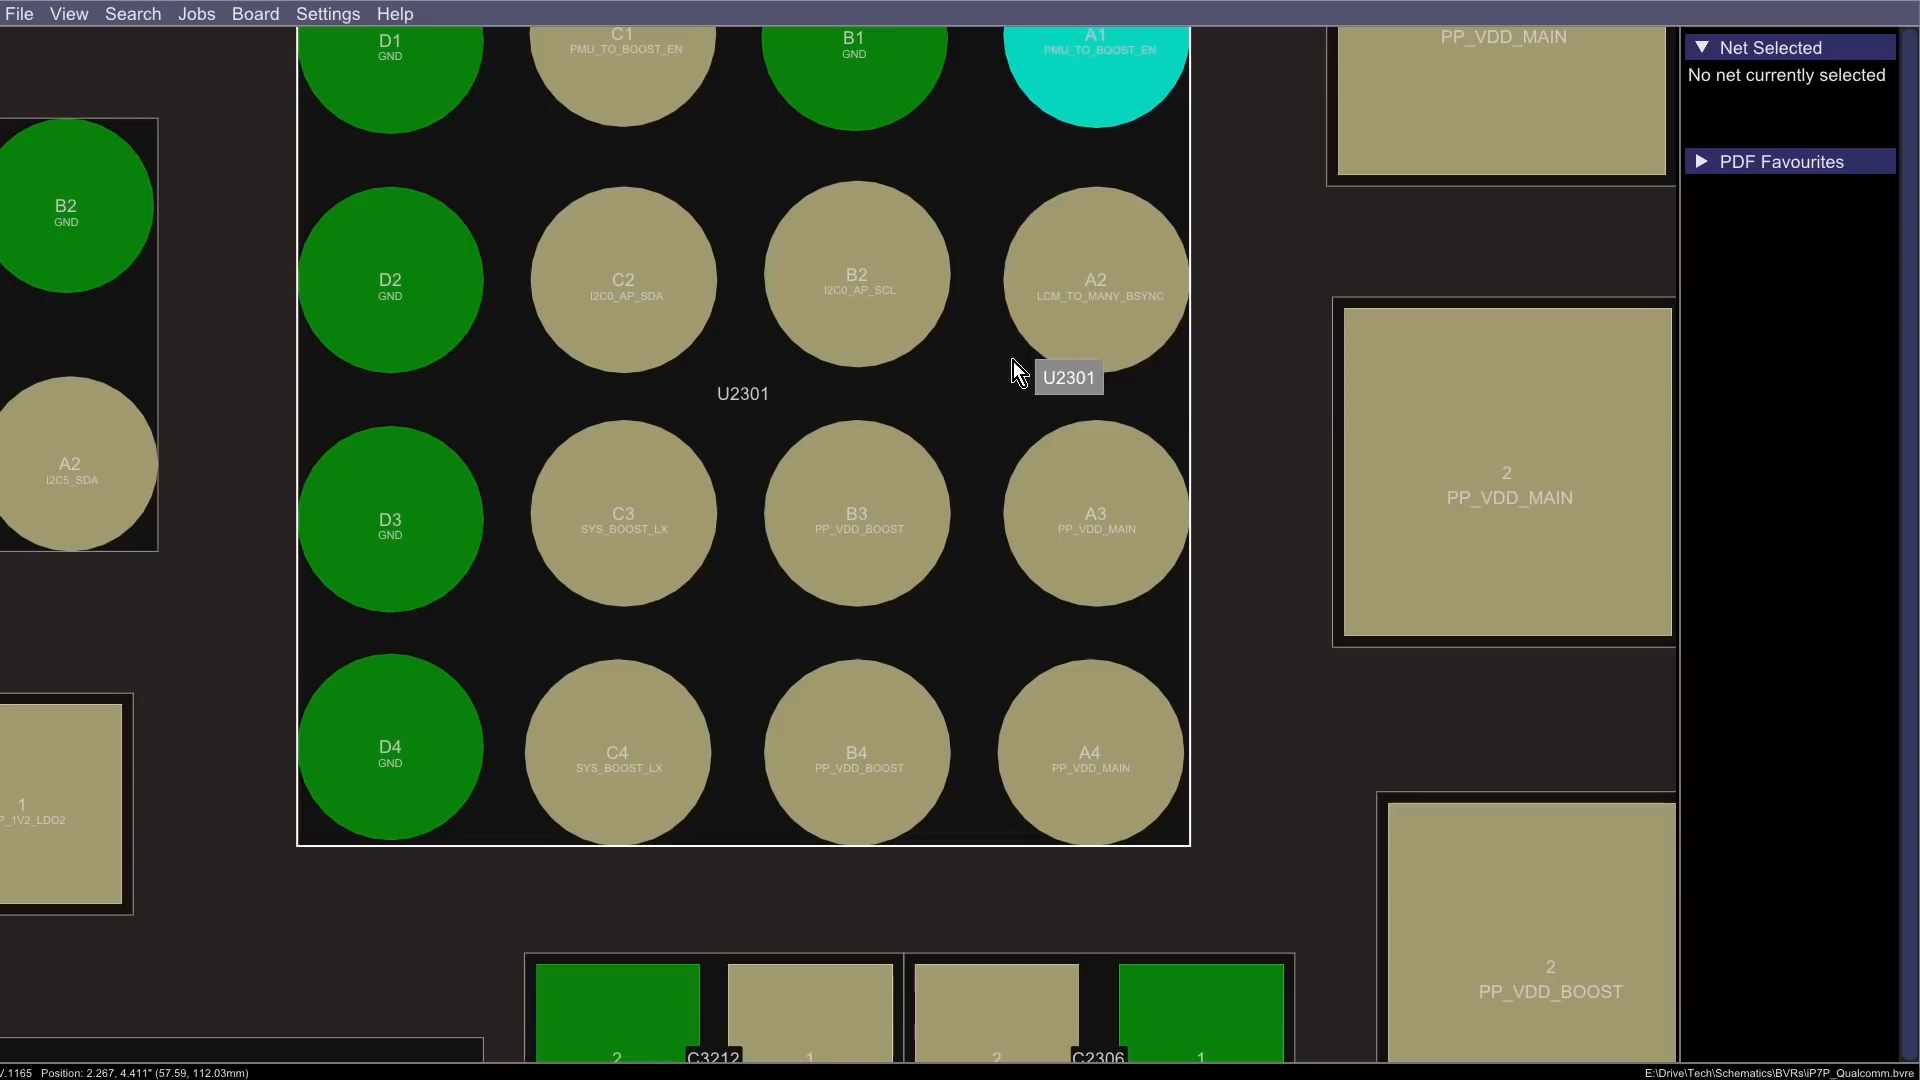 File View Search Jobs Board Settings Help
D1
GND
C1
PMU_TO_BOOST_EN
B1
GND
A1
PMU_TO_BOOST_EN
PP_VDD_MAIN
Net Selected
No net currently selected
PDF Favourites
B2
GND
D2
GND
C2
I2C0_AP_SDA
B2
I2C0_AP_SCL
A2
LCM_TO_MANY_BSYNC
U2301
U2301
A2
I2C5_SDA
2
PP_VDD_MAIN
D3
GND
C3
SYS_BOOST_LX
B3
PP_VDD_BOOST
A3
PP_VDD_MAIN
D4
GND
C4
SYS_BOOST_LX
B4
PP_VDD_BOOST
A4
PP_VDD_MAIN
1
P_1V2_LDO2
2
PP_VDD_BOOST
2 C3212 1 2 C2306 1
V.1165 Position: 2.267, 4.411" (57.59, 112.03mm)
E:\Drive\Tech\Schematics\BVRs\iP7P_Qualcomm.bvre